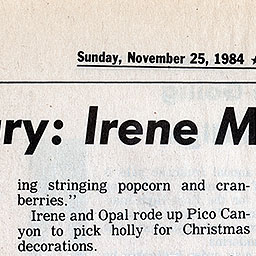 Sunday, November 25, 1984
ry: Irene M
ing stringing popcorn and cran-
berries."
Irene and Opal rode up Pico Can-
yon to pick holly for Christmas
decorations.